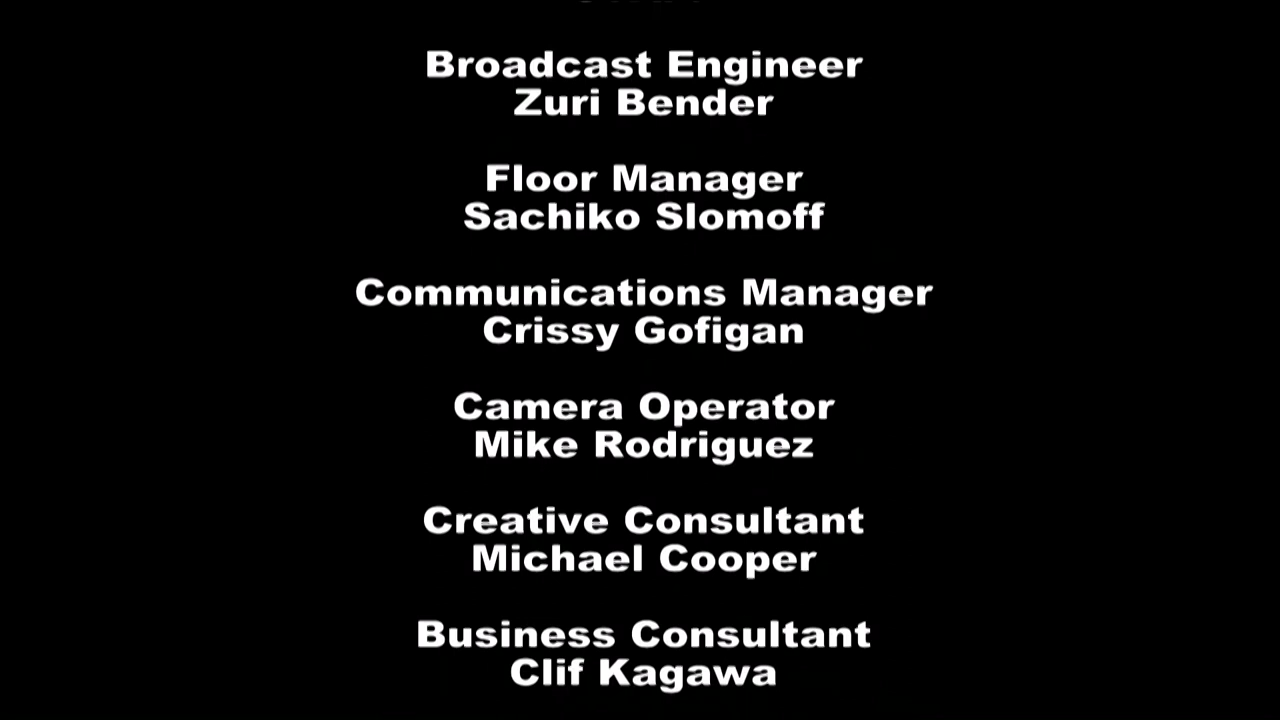 Broadcast Engineer
Zuri Bender
Floor Manager
Sachiko Slomoff
Communications Manager
Crissy Gofigan
Camera Operator
Mike Rodriguez
Creative Consultant
Michael Cooper
Business Consultant
Clif Kagawa